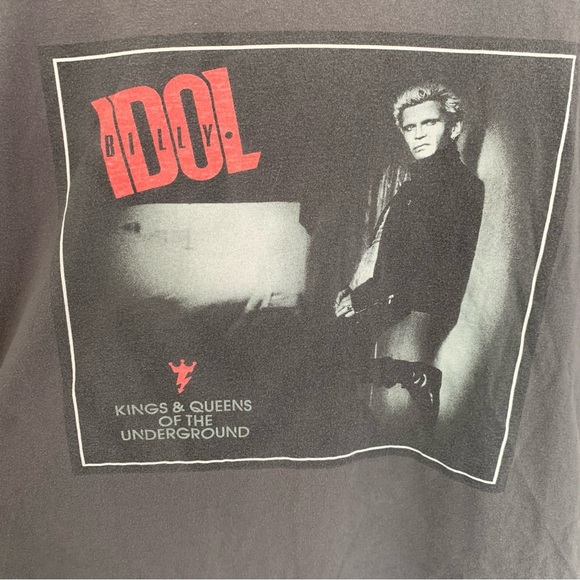 IDOL
BILLY
KINGS & QUEENS
OF THE
UNDERGROUND